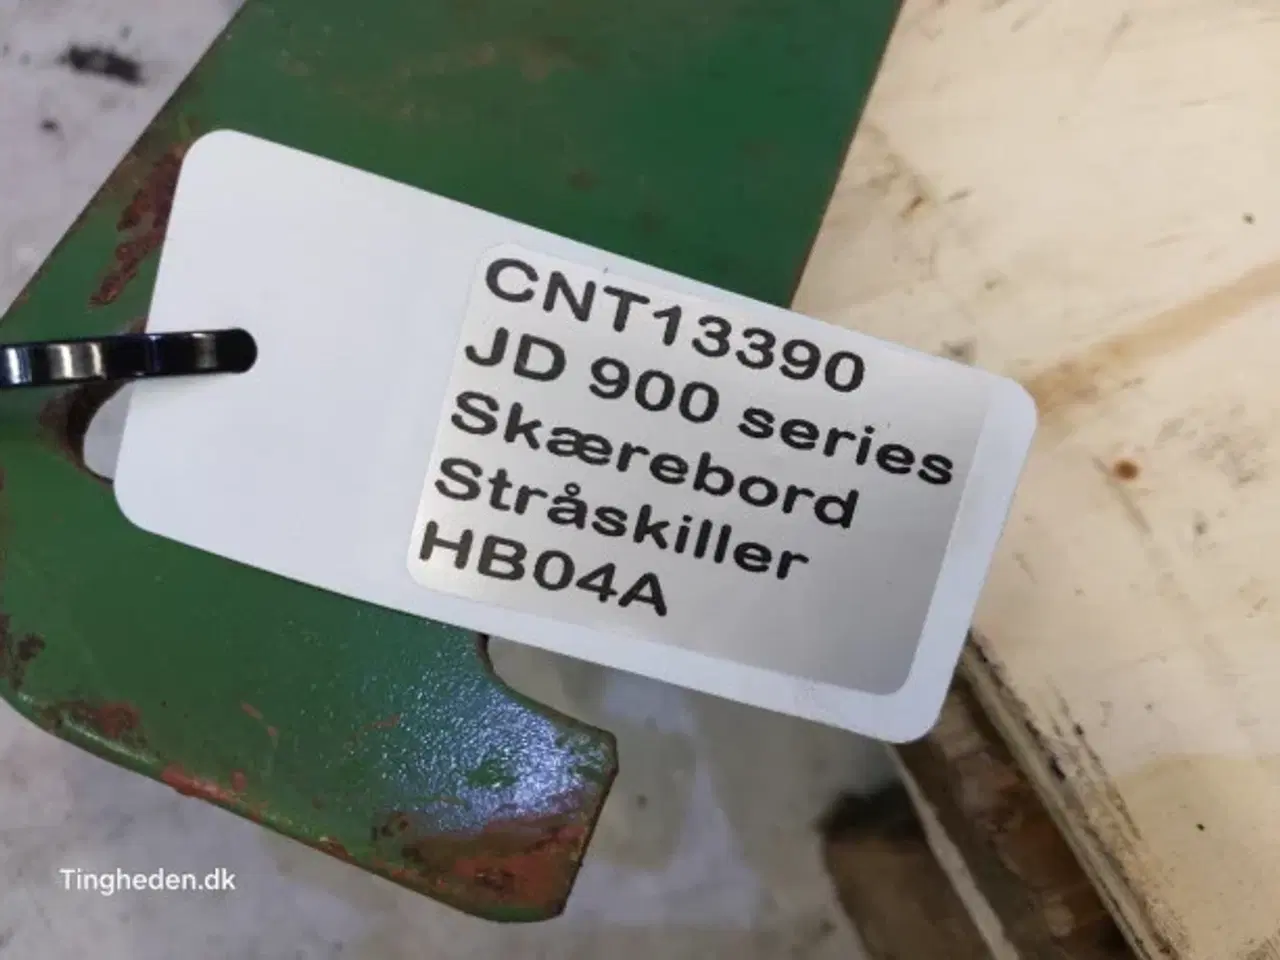 CNT13390
JD 900 series
Skærebord
Stråskiller
HB04A
Tingheden.dk